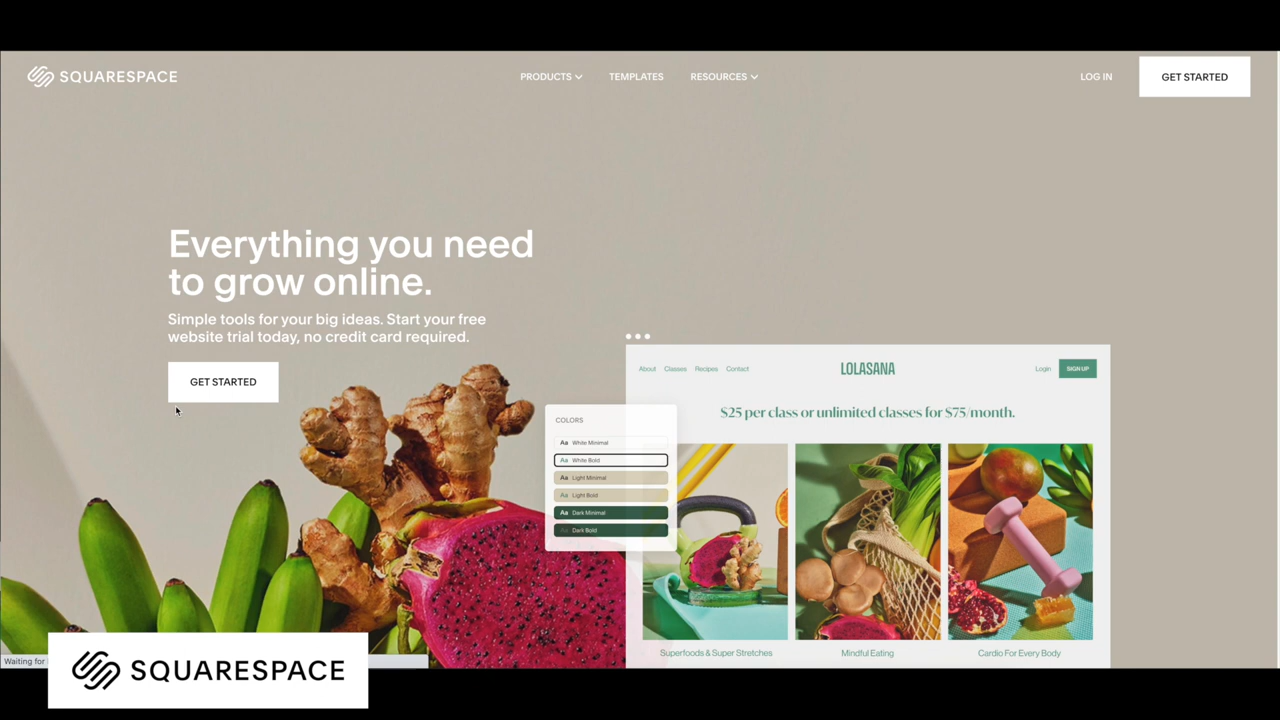 SQUARESPACE
PRODUCTS
TEMPLATES
RESOURCES
LOG IN
GET STARTED
Everything you need
to grow online.
Simple tools for your big ideas. Start your free
website trial today, no credit card required.
GET STARTED
About Classes Recipes Contact
LOLASANA
Login
SIGN UP
$25 per class or unlimited classes for $75/month.
COLORS
Aa White Minimal
Aa White Bold
Aa Light Minimal
Aa Light Bold
Aa Dark Minimal
Aa Dark Bold
Superfoods & Super Stretches
Mindful Eating
Cardio For Every Body
Waiting for
SQUARESPACE